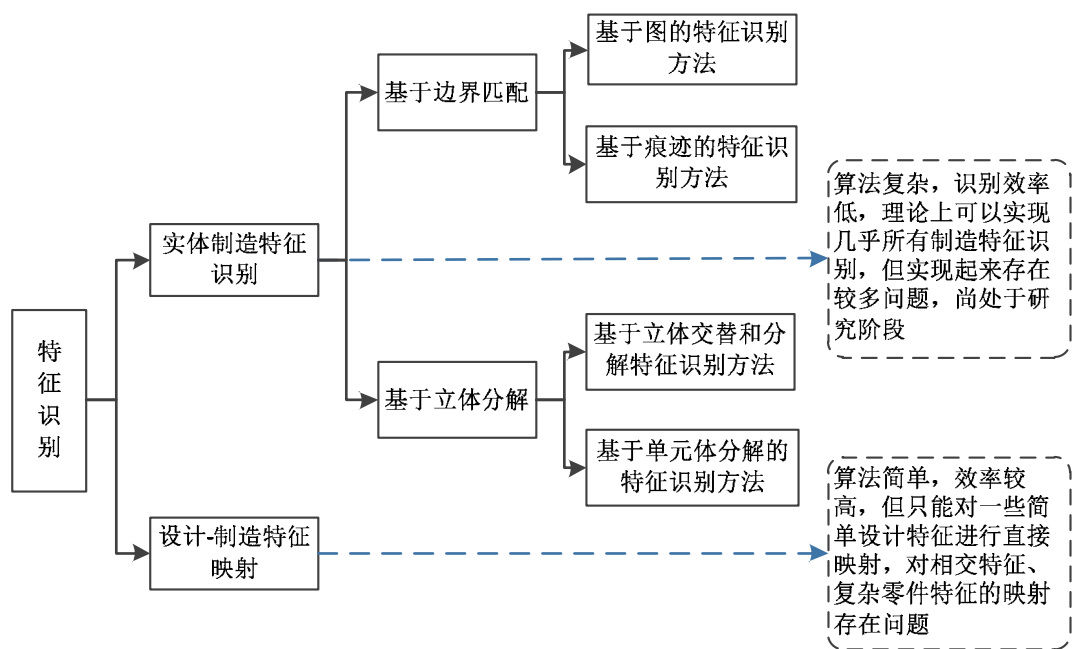 特
征
识
别
实体制造特征
识别
设计-制造特征
映射
基于边界匹配
基于立体分解
基于图的特征识别
方法
基于痕迹的特征识
别方法
基于立体交替和分
解特征识别方法
基于单元体分解的
特征识别方法
算法复杂，识别效率
低，理论上可以实现
几乎所有制造特征识
别，但实现起来存在
较多问题，尚处于研
究阶段
算法简单，效率较
高，但只能对一些简
单设计特征进行直接
映射，对相交特征、
复杂零件特征的映射
存在问题